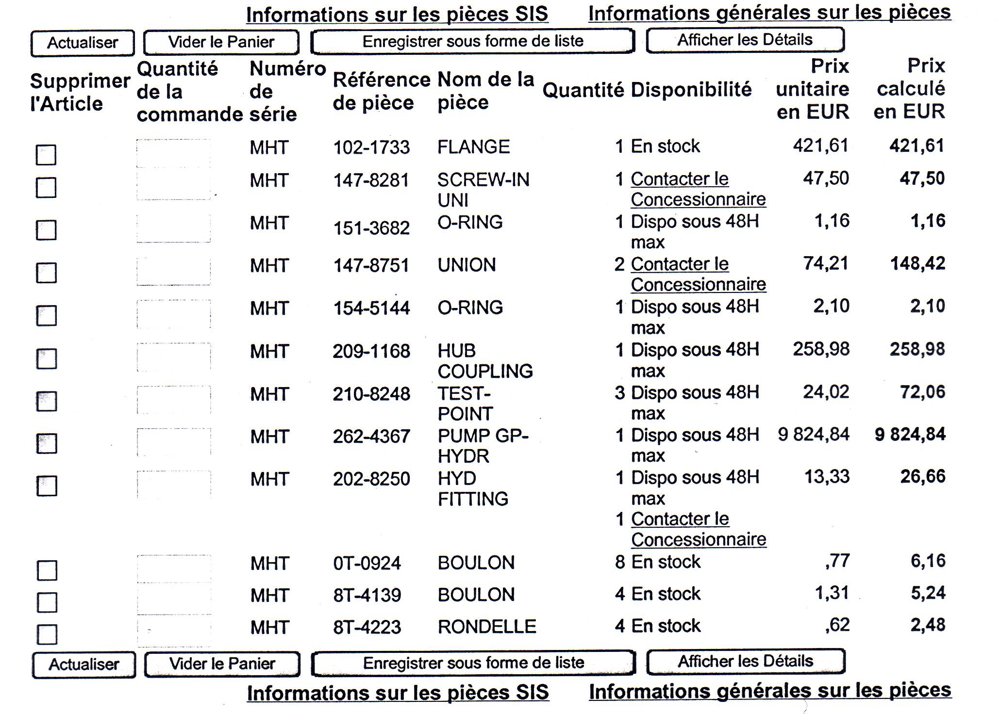 Informations sur les pièces SIS Informations générales sur les pièces
Actualiser Vider le Panier Enregistrer sous forme de liste Afficher les Détails
Supprimer l'Article Quantité de la commande Numéro de série Référence de pièce Nom de la pièce Quantité Disponibilité Prix unitaire en EUR Prix calculé en EUR
MHT 102-1733 FLANGE 1 En stock 421,61 421,61
MHT 147-8281 SCREW-IN 1 Contacter le 47,50 47,50
UNI Concessionnaire
MHT 151-3682 O-RING 1 Dispo sous 48H 1,16 1,16
max
MHT 147-8751 UNION 2 Contacter le 74,21 148,42
Concessionnaire
MHT 154-5144 O-RING 1 Dispo sous 48H 2,10 2,10
max
MHT 209-1168 HUB 1 Dispo sous 48H 258,98 258,98
COUPLING max
MHT 210-8248 TEST- 3 Dispo sous 48H 24,02 72,06
POINT max
MHT 262-4367 PUMP GP- 1 Dispo sous 48H 9 824,84 9 824,84
HYDR max
MHT 202-8250 HYD 1 Dispo sous 48H 13,33 26,66
FITTING max
1 Contacter le
Concessionnaire
MHT 0T-0924 BOULON 8 En stock ,77 6,16
MHT 8T-4139 BOULON 4 En stock 1,31 5,24
MHT 8T-4223 RONDELLE 4 En stock ,62 2,48
Actualiser Vider le Panier Enregistrer sous forme de liste Afficher les Détails
Informations sur les pièces SIS Informations générales sur les pièces